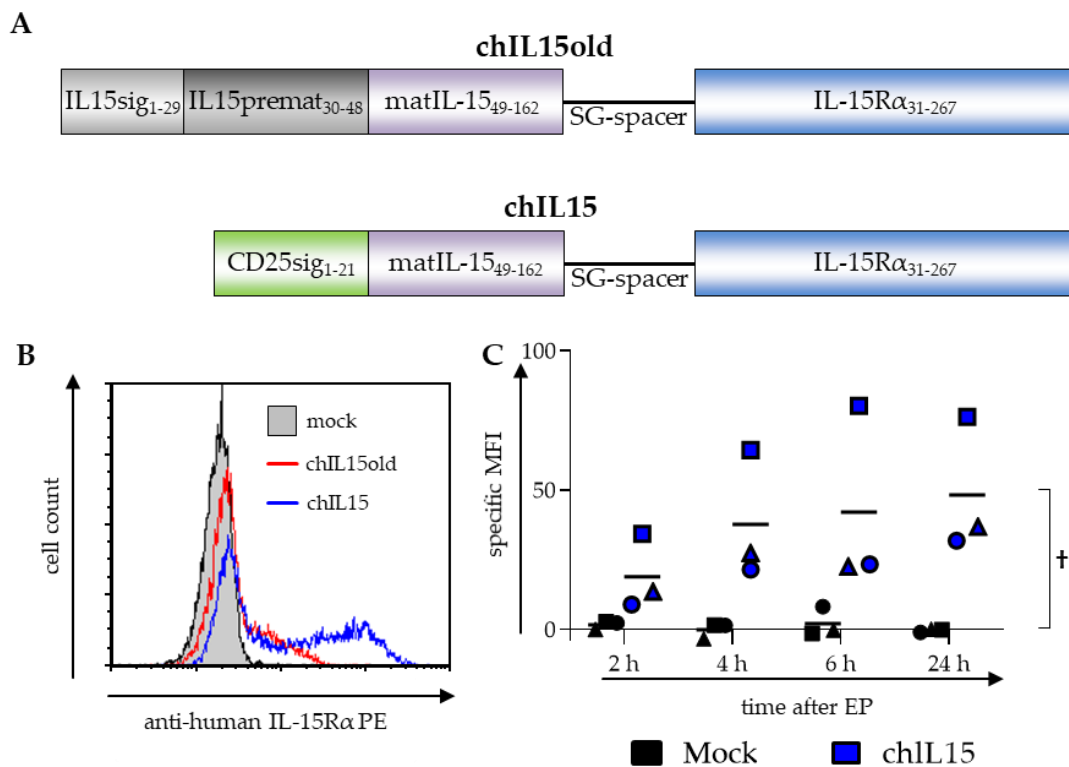 A
chIL15old
IL15sig1-29 IL15premat30-48 matIL-1549-162 SG-spacer IL-15Rα31-267
chIL15
CD25sig1-21 matIL-1549-162 SG-spacer IL-15Rα31-267
B
cell count
mock
chIL15old
chIL15
anti-human IL-15Rα PE
C
specific MFI
100
50
0
2 h 4 h 6 h 24 h
†
time after EP
Mock chIL15